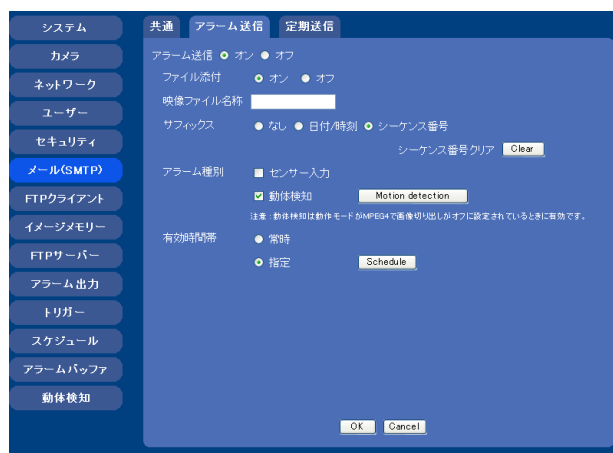 システム
カメラ
ネットワーク
ユーザー
セキュリティ
メール(SMTP)
FTPクライアント
イメージメモリー
FTPサーバー
アラーム出力
トリガー
スケジュール
アラームバッファ
動体検知
共通 アラーム送信 定期送信
アラーム送信 オン オフ
ファイル添付 オン オフ
映像ファイル名称
サフィックス なし 日付/時刻 シーケンス番号
シーケンス番号クリア Clear
アラーム種別 センサー入力
動体検知 Motion detection
注意：動体検知は動作モードがMPEG4で画像切り出しがオフに設定されているときに有効です。
有効時間帯 常時
指定 Schedule
OK Cancel